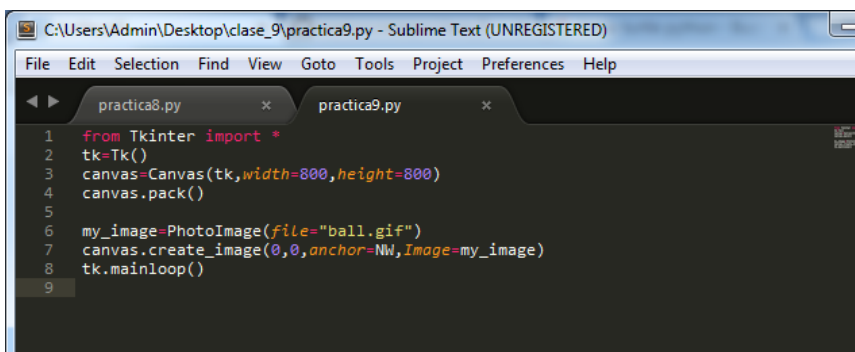 C:\Users\Admin\Desktop\clase_9\practica9.py - Sublime Text (UNREGISTERED)
File Edit Selection Find View Goto Tools Project Preferences Help
practica8.py × practica9.py ×
1 from Tkinter import *
2 tk=Tk()
3 canvas=Canvas(tk,width=800,height=800)
4 canvas.pack()
5
6 my_image=PhotoImage(file="ball.gif")
7 canvas.create_image(0,0,anchor=NW,Image=my_image)
8 tk.mainloop()
9